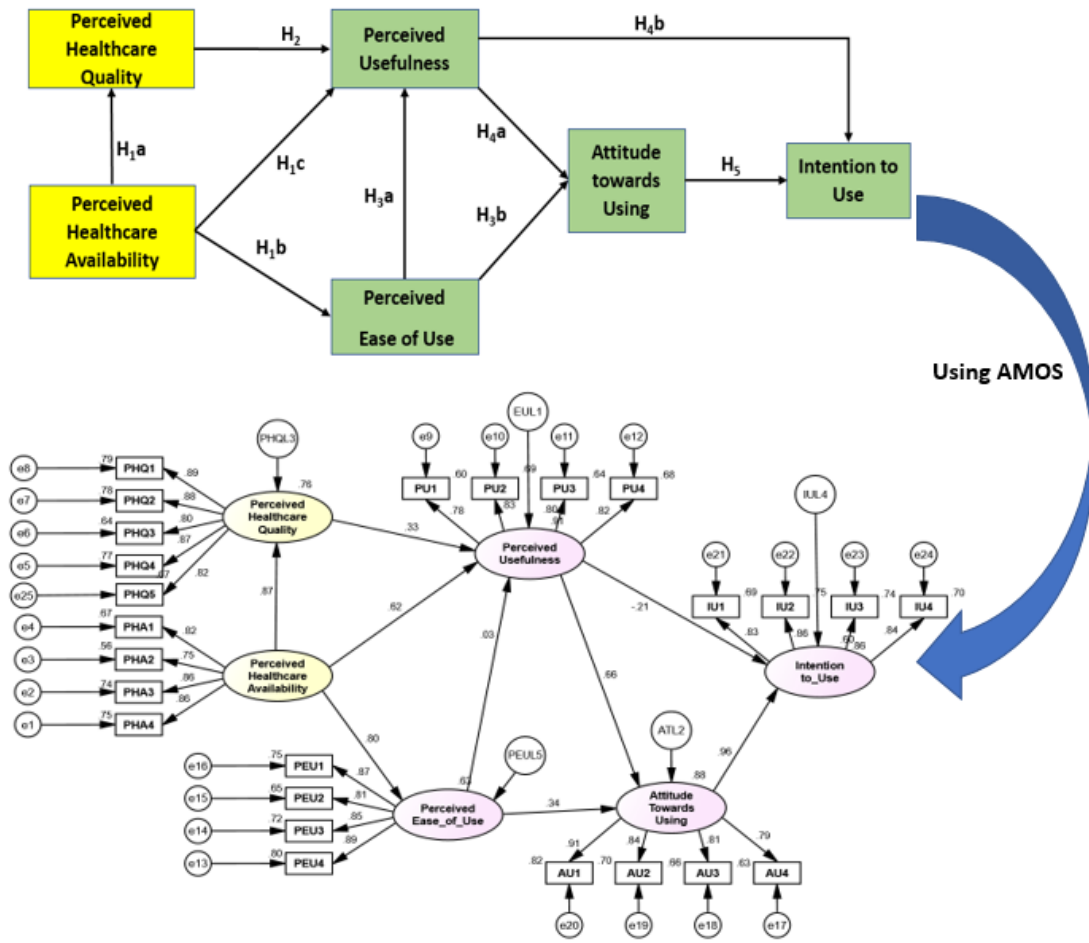 Perceived
Healthcare
Quality
H2
Perceived
Usefulness
H4b
H1a
H1c
H4a
Attitude
towards
Using
H5
Intention to
Use
Perceived
Healthcare
Availability
H3a
H3b
H1b
Perceived
Ease of Use
Using AMOS
PHQL3
EUL1
IUL4
e8
.79
PHQ1
.89
e7
.78
PHQ2
.88
e6
.64
PHQ3
.80
e5
.77
PHQ4
.87
e25
.67
PHQ5
.82
.76
Perceived
Healthcare
Quality
.33
.87
e9
e10
e11
e12
.60
.69
.64
.68
PU1
PU2
PU3
PU4
.78
.83
.80
.82
.91
Perceived
Usefulness
e4
.67
PHA1
.82
e3
.56
PHA2
.75
e2
.74
PHA3
.86
e1
.75
PHA4
.86
Perceived
Healthcare
Availability
.62
.03
-.21
.66
.80
e21
e22
e23
e24
.69
.75
.74
.70
IU1
IU2
IU3
IU4
.83
.86
.60
.86
.84
Intention
to_Use
e16
.75
PEU1
.87
e15
.65
PEU2
.81
e14
.72
PEU3
.85
e13
.80
PEU4
.89
.63
PEUL5
Perceived
Ease_of_Use
.34
ATL2
.88
.96
Attitude
Towards
Using
.91
.84
.81
.79
.82
.70
.66
.63
AU1
AU2
AU3
AU4
e20
e19
e18
e17